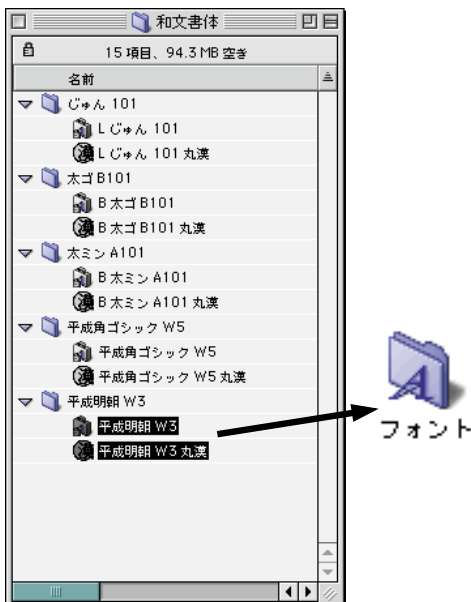 和文書体
15 項目、94.3 MB 空き
名前
じゅん 101
L じゅん 101
L じゅん 101 丸漢
太ゴ B101
B 太ゴ B101
B 太ゴ B101 丸漢
太ミン A101
B 太ミン A101
B 太ミン A101 丸漢
平成角ゴシック W5
平成角ゴシック W5
平成角ゴシック W5 丸漢
平成明朝 W3
平成明朝 W3
平成明朝 W3 丸漢
フォント